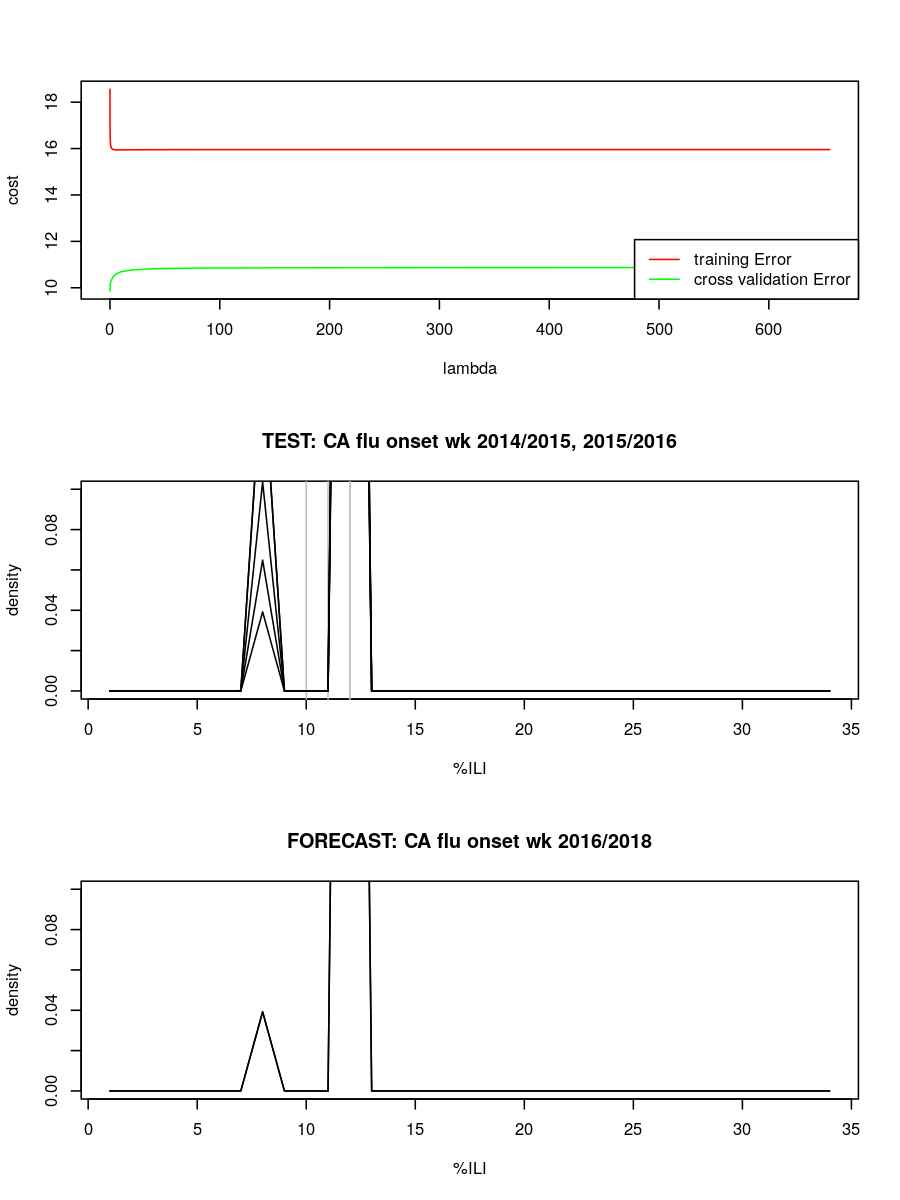 18
16
14
12
10
cost
training Error
cross validation Error
0 100 200 300 400 500 600
lambda
TEST: CA flu onset wk 2014/2015, 2015/2016
0.08
0.04
0.00
density
0 5 10 15 20 25 30 35
%ILI
FORECAST: CA flu onset wk 2016/2018
0.08
0.04
0.00
density
0 5 10 15 20 25 30 35
%ILI